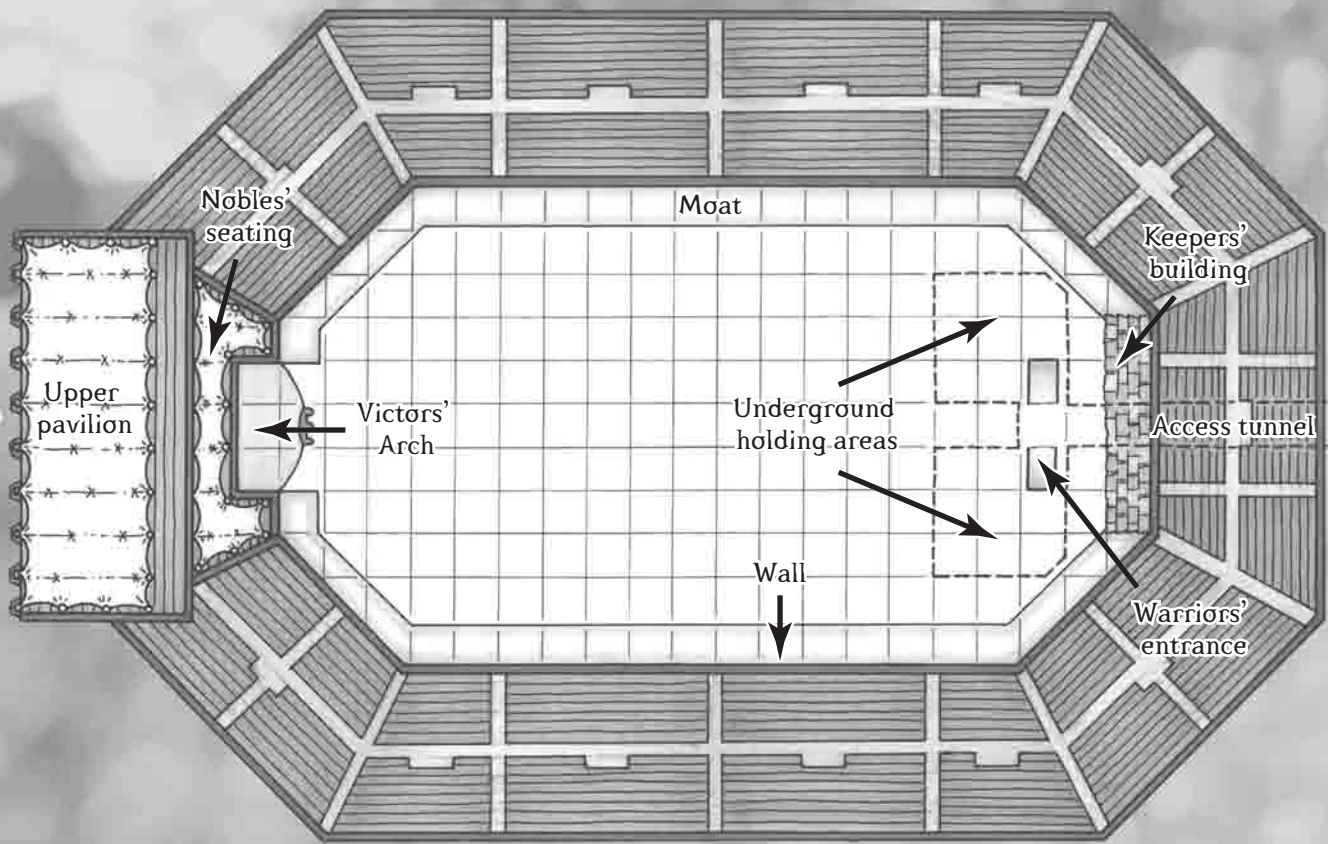 Moat
Nobles'
seating
Keepers'
building
Upper
pavilion
Victors'
Arch
Underground
holding areas
Access tunnel
Wall
Warriors'
entrance